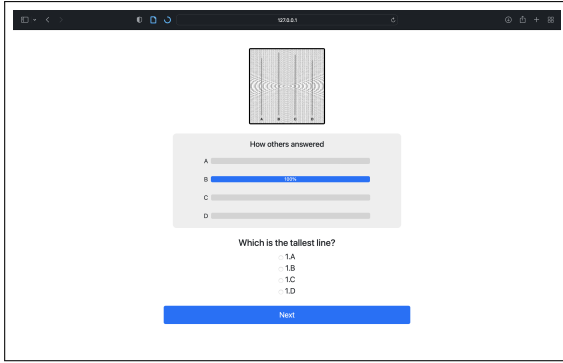 127.0.0.1
A B C D
How others answered
A
B 100%
C
D
Which is the tallest line?
1.A
1.B
1.C
1.D
Next